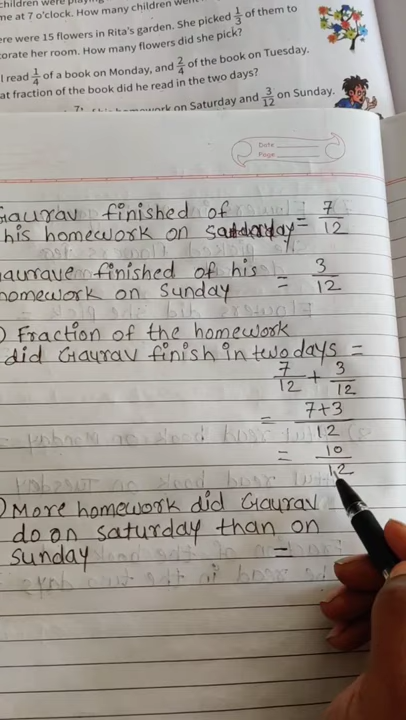 children were playing
me at 7 o'clock. How many children
ere were 15 flowers in Rita's garden. She picked 1/3 of them to
orate her room. How many flowers did she pick?
l read 1/4 of a book on Monday, and 2/4 of the book on Tuesday.
at fraction of the book did he read in the two days?
homework on Saturday and 3/12 on Sunday.
Date
Page
Gaurav finished of
his homework on Saturday = 7/12
aurave finished of his
homework on Sunday = 3/12
) Fraction of the homework
did Gaurav finish in two days =
7/12 + 3/12
= 7+3/12
= 10/12
) More homework did Gaurav
do on saturday than on
sunday =